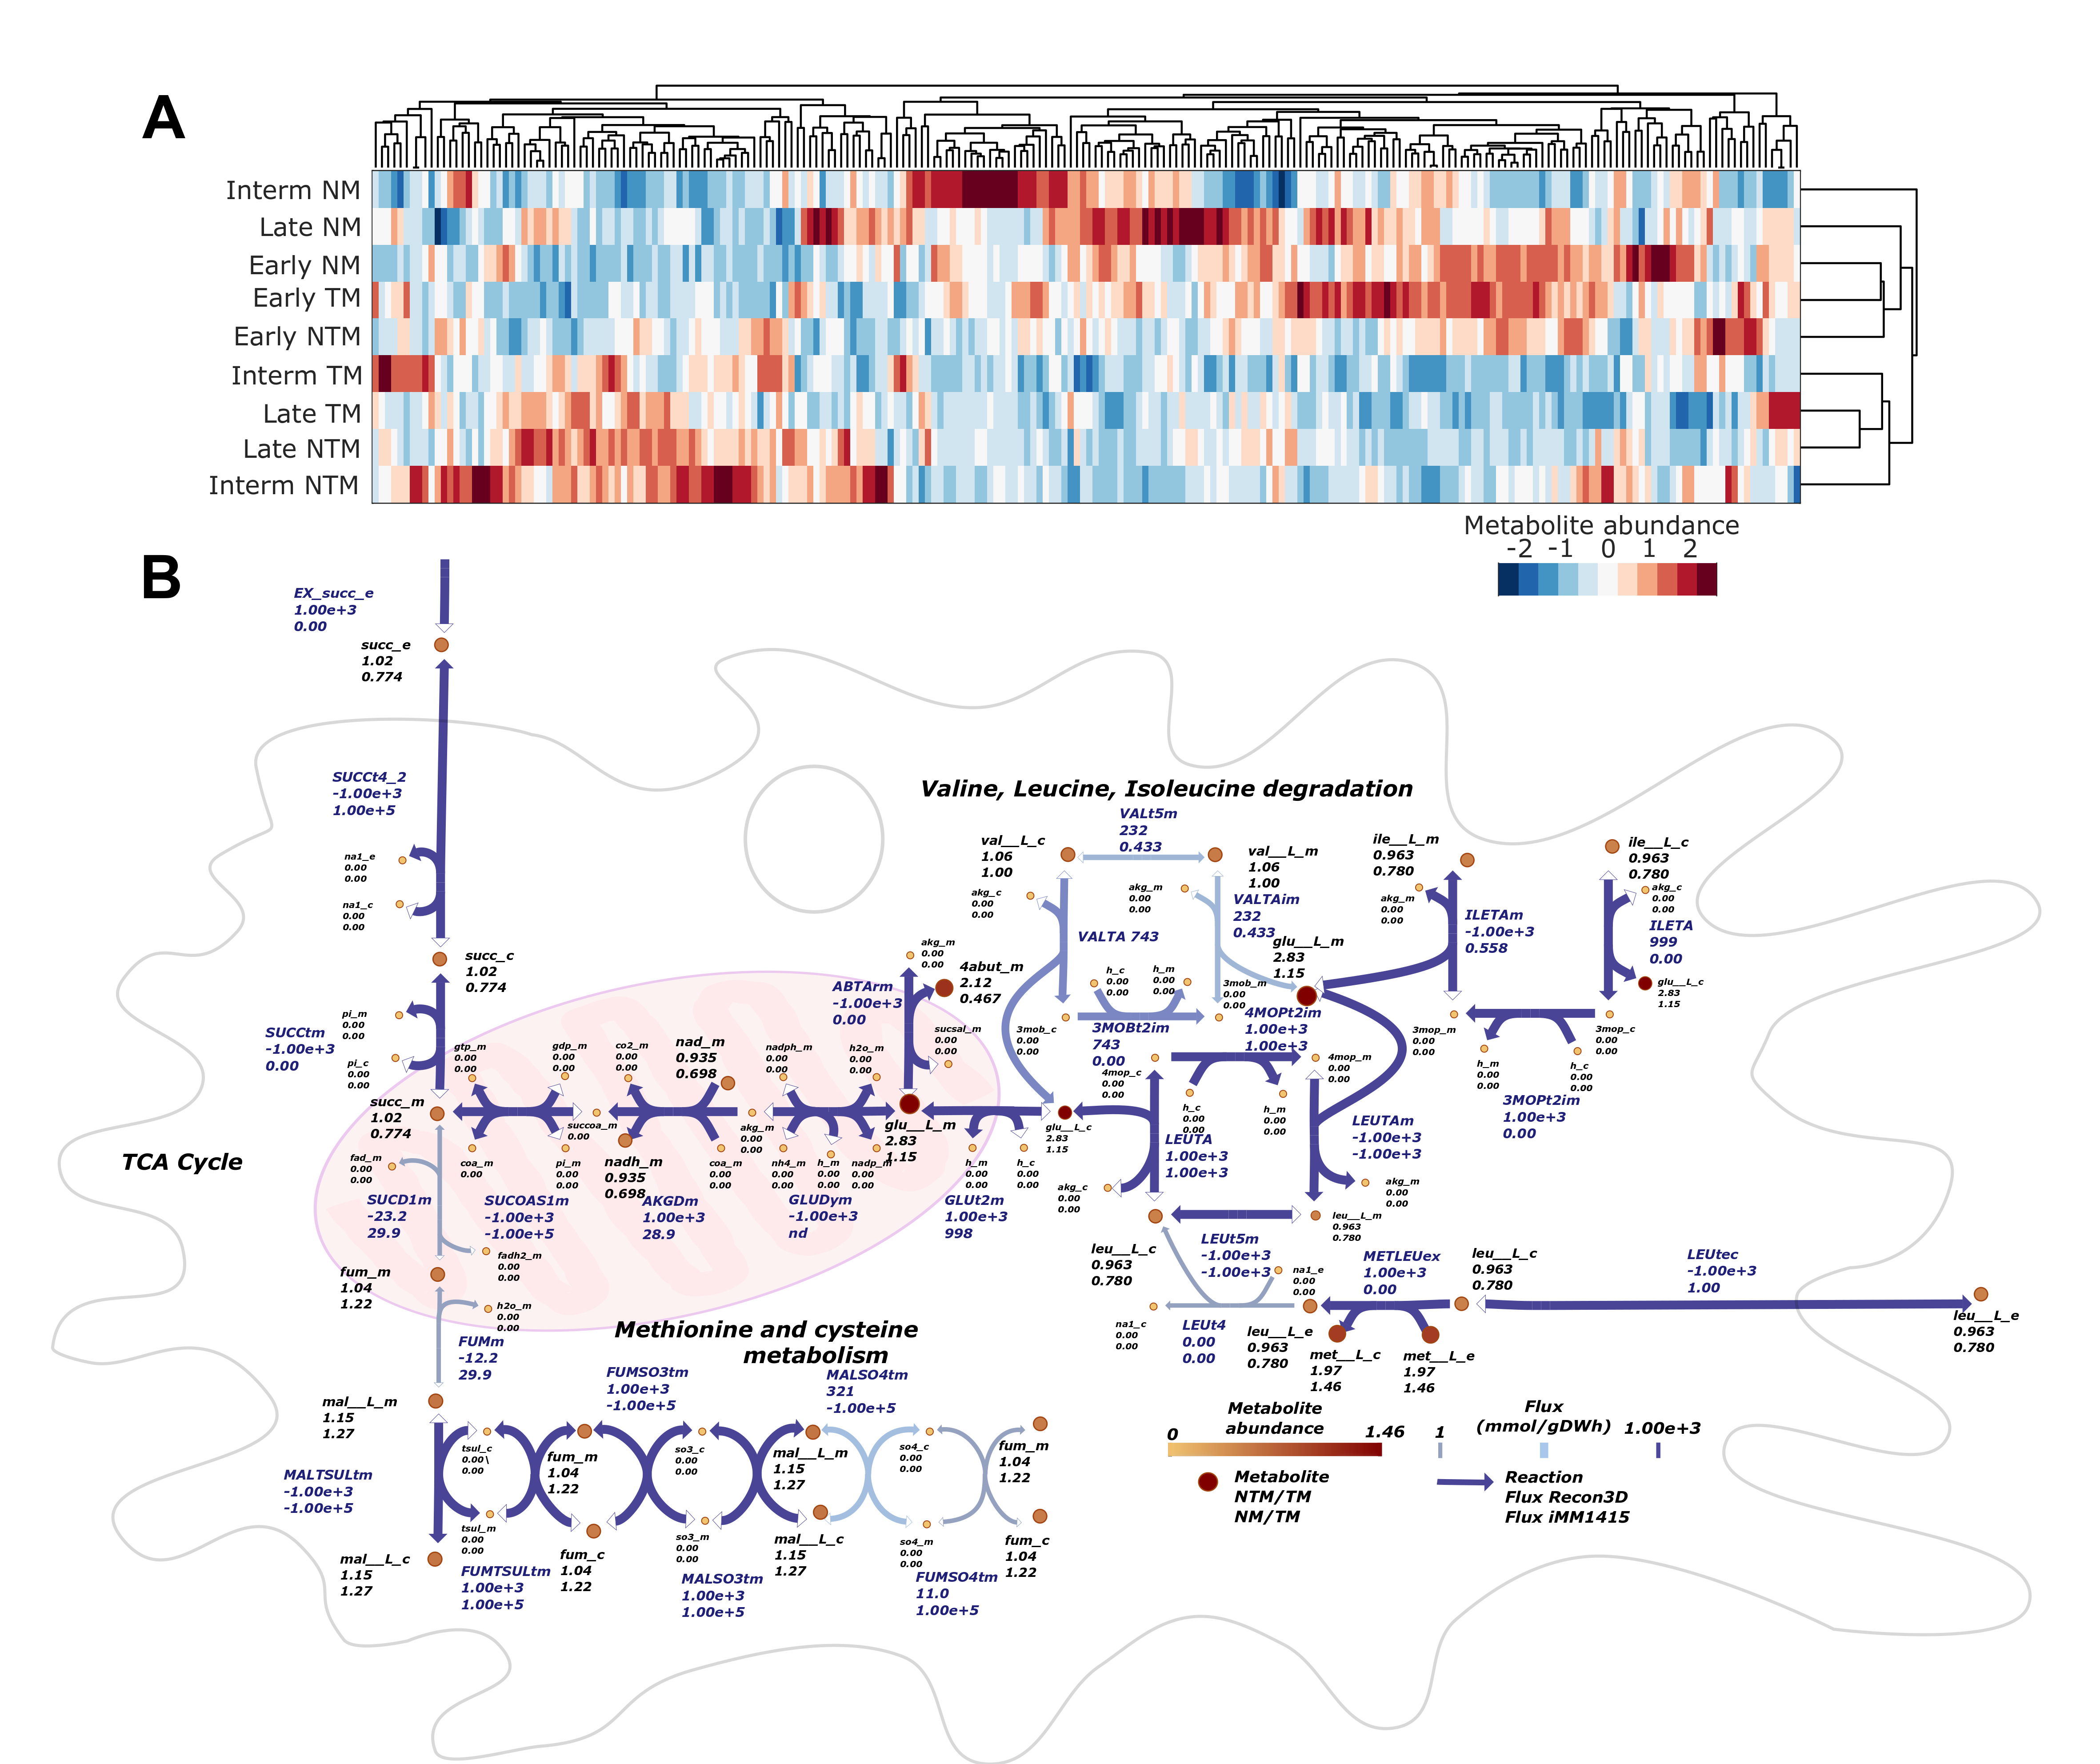 A
Interm NM
Late NM
Early NM
Early TM
Early NTM
Interm TM
Late TM
Late NTM
Interm NTM
Metabolite abundance
-2 -1 0 1 2
B
EX_succ_e
1.00e+3
0.00
succ_e
1.02
0.774
SUCCt4_2
-1.00e+3
1.00e+5
na1_e
0.00
0.00
na1_c
0.00
0.00
succ_c
1.02
0.774
pi_m
0.00
0.00
SUCCtm
-1.00e+3
0.00
pi_c
0.00
0.00
succ_m
1.02
0.774
TCA Cycle
gtp_m
0.00
0.00
gdp_m
0.00
0.00
co2_m
0.00
0.00
nad_m
0.935
0.698
nadph_m
0.00
0.00
h2o_m
0.00
0.00
ABTArm
-1.00e+3
0.00
akg_m
0.00
0.00
4abut_m
2.12
0.467
sucsal_m
0.00
0.00
succoa_m
0.00
akg_m
0.00
0.00
glu__L_m
2.83
1.15
coa_m
0.00
0.00
pi_m
0.00
0.00
nadh_m
0.935
0.698
coa_m
0.00
0.00
nh4_m
0.00
0.00
h_m
0.00
0.00
nadp_m
0.00
0.00
h_m
0.00
0.00
h_c
0.00
0.00
fad_m
0.00
0.00
SUCD1m
-23.2
29.9
SUCOAS1m
-1.00e+3
-1.00e+5
AKGDm
1.00e+3
28.9
GLUDym
-1.00e+3
nd
GLUt2m
1.00e+3
998
fadh2_m
0.00
0.00
fum_m
1.04
1.22
h2o_m
0.00
0.00
FUMm
-12.2
29.9
Valine, Leucine, Isoleucine degradation
VALt5m
232
0.433
val__L_c
1.06
1.00
val__L_m
1.06
1.00
akg_c
0.00
0.00
akg_m
0.00
0.00
VALTAim
232
0.433
VALTA 743
glu__L_m
2.83
1.15
h_c
0.00
0.00
h_m
0.00
0.00
3mob_m
0.00
0.00
3mob_c
0.00
0.00
3MOBt2im
743
0.00
4MOPt2im
1.00e+3
1.00e+3
4mop_c
0.00
0.00
4mop_m
0.00
0.00
h_c
0.00
0.00
h_m
0.00
0.00
glu__L_c
2.83
1.15
LEUTA
1.00e+3
1.00e+3
LEUTAm
-1.00e+3
-1.00e+3
akg_c
0.00
0.00
akg_m
0.00
0.00
ile__L_m
0.963
0.780
akg_m
0.00
0.00
ILETAm
-1.00e+3
0.558
ile__L_c
0.963
0.780
akg_c
0.00
0.00
ILETA
999
0.00
glu__L_c
2.83
1.15
3mop_m
0.00
0.00
3mop_c
0.00
0.00
h_m
0.00
0.00
h_c
0.00
0.00
3MOPt2im
1.00e+3
0.00
leu__L_m
0.963
0.780
leu__L_c
0.963
0.780
LEUt5m
-1.00e+3
-1.00e+3
na1_e
0.00
0.00
METLEUex
1.00e+3
0.00
leu__L_c
0.963
0.780
LEUtec
-1.00e+3
1.00
leu__L_e
0.963
0.780
na1_c
0.00
0.00
LEUt4
0.00
0.00
leu__L_e
0.963
0.780
met__L_c
1.97
1.46
met__L_e
1.97
1.46
Methionine and cysteine
metabolism
mal__L_m
1.15
1.27
FUMSO3tm
1.00e+3
-1.00e+5
MALSO4tm
321
-1.00e+5
tsul_c
0.00\
0.00
fum_m
1.04
1.22
so3_c
0.00
0.00
mal__L_m
1.15
1.27
so4_c
0.00
0.00
fum_m
1.04
1.22
MALTSULtm
-1.00e+3
-1.00e+5
tsul_m
0.00
0.00
fum_c
1.04
1.22
so3_m
0.00
0.00
mal__L_c
1.15
1.27
so4_m
0.00
0.00
fum_c
1.04
1.22
mal__L_c
1.15
1.27
FUMTSULtm
1.00e+3
1.00e+5
MALSO3tm
1.00e+3
1.00e+5
FUMSO4tm
11.0
1.00e+5
Metabolite
abundance
0 1.46
Flux
(mmol/gDWh)
1 1.00e+3
Metabolite
NTM/TM
NM/TM
Reaction
Flux Recon3D
Flux iMM1415